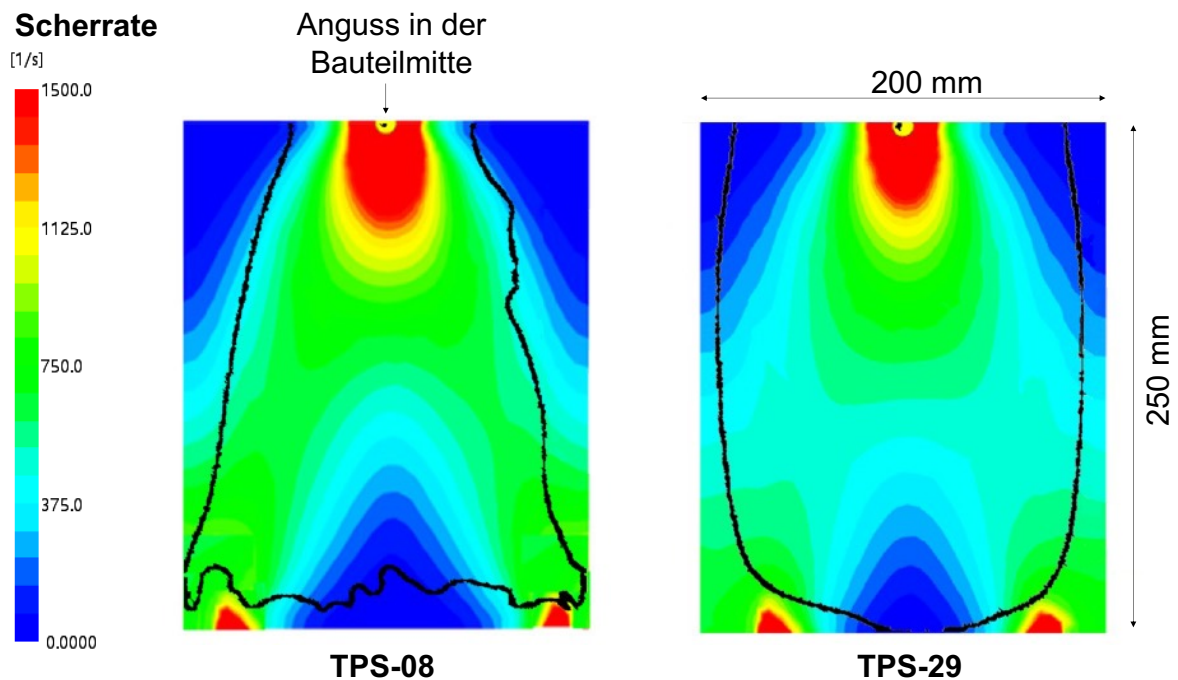 Scherrate
[1/s]
1500.0
1125.0
750.0
375.0
0.0000
Anguss in der
Bauteilmitte
200 mm
250 mm
TPS-08
TPS-29